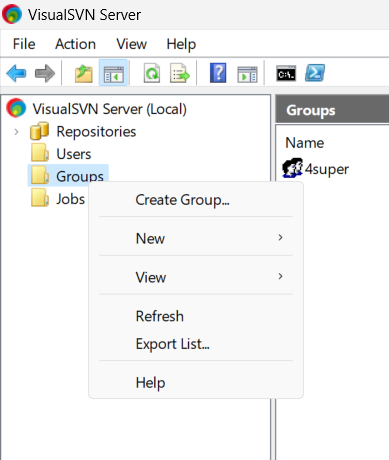 VisualSVN Server
File Action View Help
VisualSVN Server (Local)
Repositories
Users
Groups
Jobs
Create Group...
New
View
Refresh
Export List...
Help
Groups
Name
4super